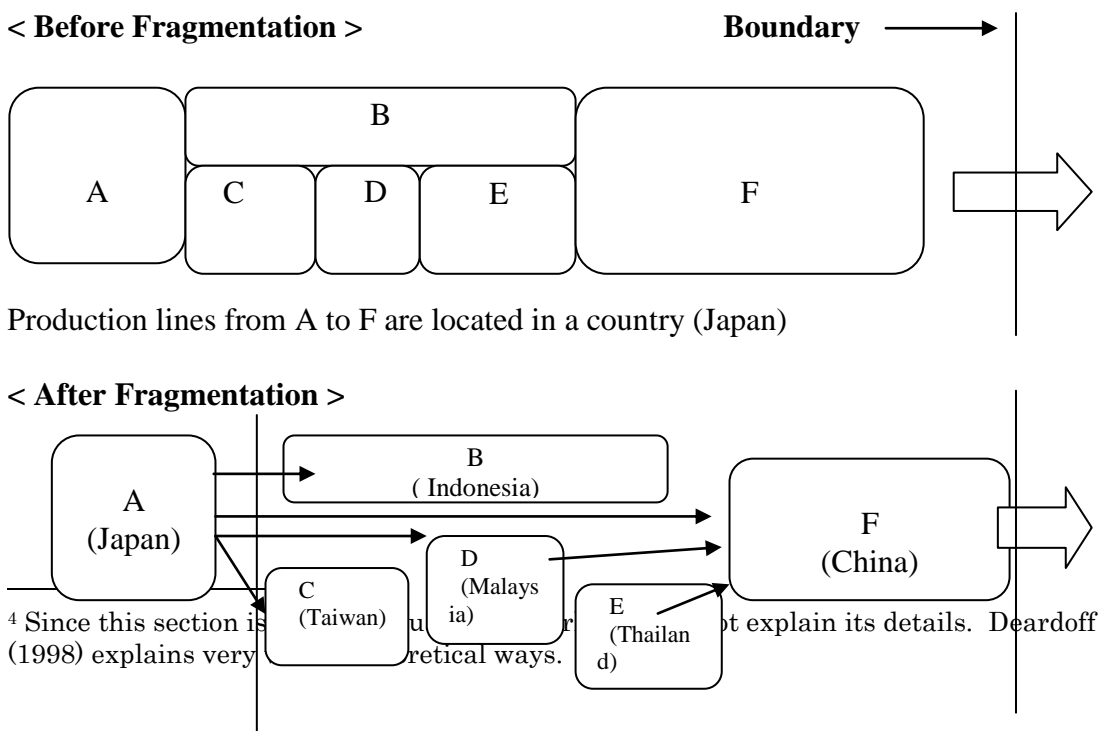 < Before Fragmentation > Boundary
B
A C D E F
Production lines from A to F are located in a country (Japan)
< After Fragmentation >
B
( Indonesia)
A
(Japan)
F
(China)
D
(Malays
ia)
C
(Taiwan)
E
(Thailan
d)
4 Since this section is ot explain its details. Deardoff
(1998) explains very retical ways.